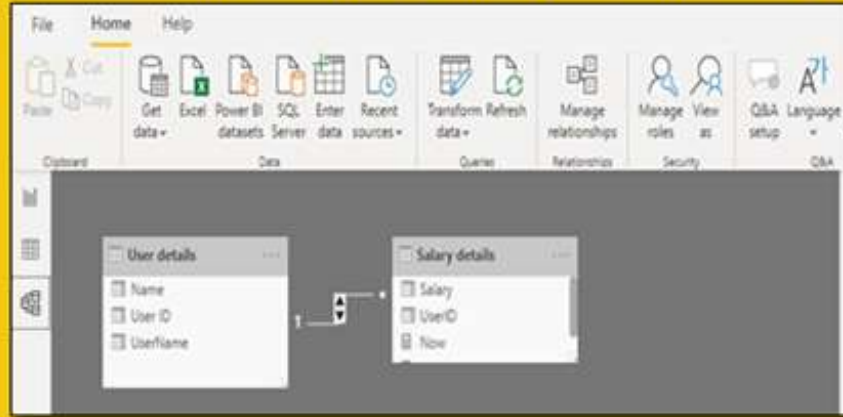 File Home Help
Paste
Cut
Copy
Get data
Excel
Power BI datasets
SQL Server
Enter data
Recent sources
Transform data
Refresh
Manage relationships
Manage roles
View as
Q&A setup
Language
Clipboard Data Queries Relationships Security Q&A
User details
Name
User ID
UserName
1
*
Salary details
Salary
UserID
Now